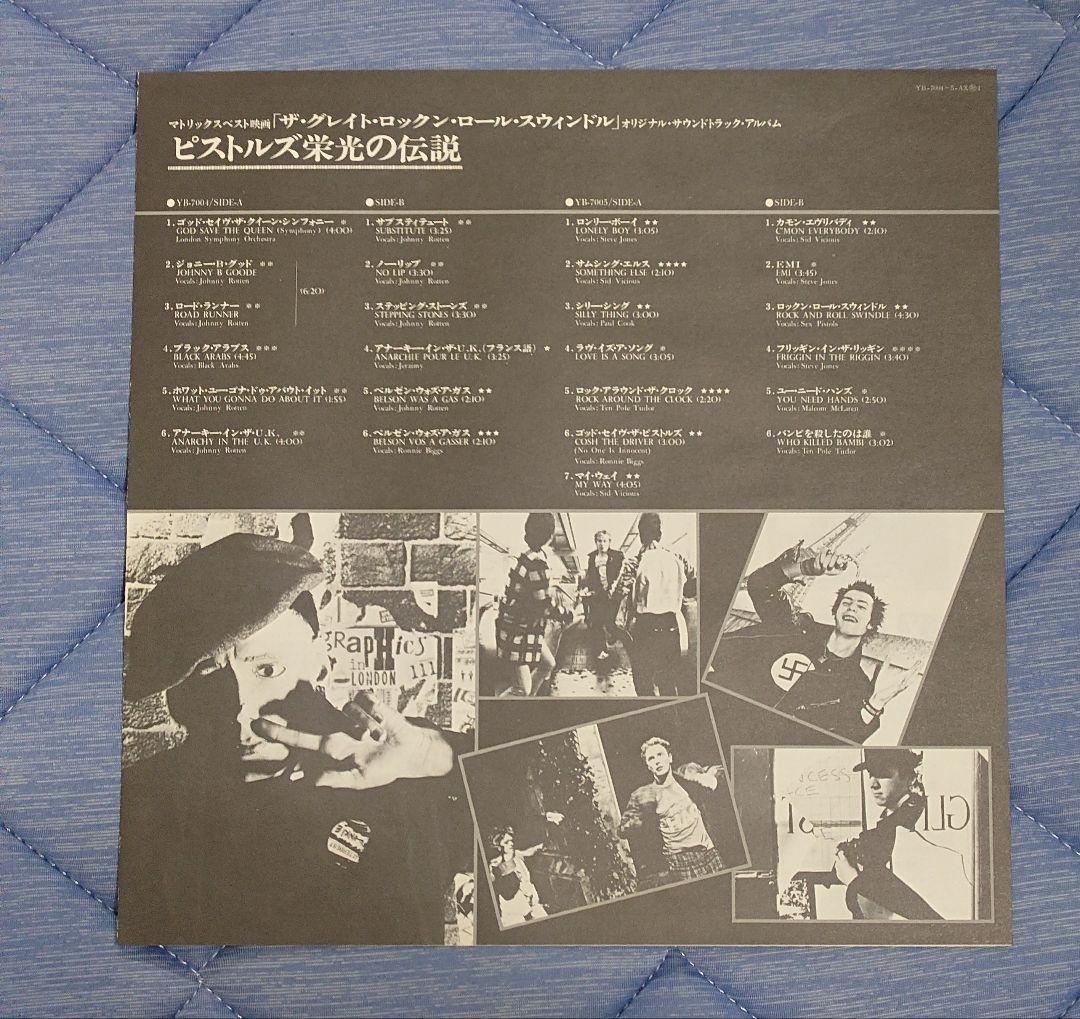 YB-7004~5-AX
マトリックスベスト映画「ザ・グレイト・ロックン・ロール・スウィンドル」オリジナル・サウンドトラック・アルバム
ピストルズ栄光の伝説
●YB-7004/SIDE-A
1. ゴッド・セイヴ・ザ・クイーン・シンフォニー ※
GOD SAVE THE QUEEN (Symphony) (4:00)
London Symphony Orchestra
2. ジョニー・B・グッド ※※
JOHNNY B GOODE
Vocals: Johnny Rotten
(6:20)
3. ロード・ランナー ※※
ROAD RUNNER
Vocals: Johnny Rotten
4. ブラック・アラブス ※※※
BLACK ARABS (4:45)
Vocals: Black Arabs
5. ホワット・ユー・ゴナ・ドゥ・アバウト・イット ※※
WHAT YOU GONNA DO ABOUT IT (1:55)
Vocals: Johnny Rotten
6. アナーキー・イン・ザ・U.K. ※※
ANARCHY IN THE U.K. (4:00)
Vocals: Johnny Rotten
●SIDE-B
1. サブスティテュート ※※
SUBSTITUTE (3:25)
Vocals: Johnny Rotten
2. ノー・リップ ※※
NO LIP (3:30)
Vocals: Johnny Rotten
3. ステッピング・ストーンズ ※※
STEPPING STONES (3:30)
Vocals: Johnny Rotten
4. アナーキー・イン・ザ・U.K. (フランス語) ★
ANARCHIE POUR LE U.K. (3:25)
Vocals: Jeramy
5. ベルゼン・ウォズ・ア・ガス ★★
BELSON WAS A GAS (2:10)
Vocals: Johnny Rotten
6. ベルゼン・ヴォズ・ア・ガス ★★★
BELSON VOS A GASSER (2:10)
Vocals: Ronnie Biggs
●YB-7005/SIDE-A
1. ロンリー・ボーイ ★★
LONELY BOY (3:05)
Vocals: Steve Jones
2. サムシング・エルス ★★★★
SOMETHING ELSE (2:10)
Vocals: Sid Vicious
3. シリー・シング ★★
SILLY THING (3:00)
Vocals: Paul Cook
4. ラヴ・イズ・ア・ソング ※
LOVE IS A SONG (3:05)
5. ロック・アラウンド・ザ・クロック ★★★★
ROCK AROUND THE CLOCK (2:20)
Vocals: Ten Pole Tudor
6. ゴッド・セイヴ・ザ・ピストルズ ★★
COSH THE DRIVER (3:00)
(No One Is Innocent)
Vocals: Ronnie Biggs
7. マイ・ウェイ ★★
MY WAY (4:05)
Vocals: Sid Vicious
●SIDE-B
1. カモン・エヴリバディ ★★
C'MON EVERYBODY (2:10)
Vocals: Sid Vicious
2. EMI ※
EMI (3:45)
Vocals: Steve Jones
3. ロックン・ロール・スウィンドル ★★
ROCK AND ROLL SWINDLE (4:30)
Vocals: Sex Pistols
4. フリッギン・イン・ザ・リッギン ※※※※
FRIGGIN IN THE RIGGIN (3:40)
Vocals: Steve Jones
5. ユー・ニード・ハンズ ※
YOU NEED HANDS (2:50)
Vocals: Malcom McLaren
6. バンビを殺したのは誰 ※
WHO KILLED BAMBI (3:02)
Vocals: Ten Pole Tudor
GRAPHICS
in
LONDON
111